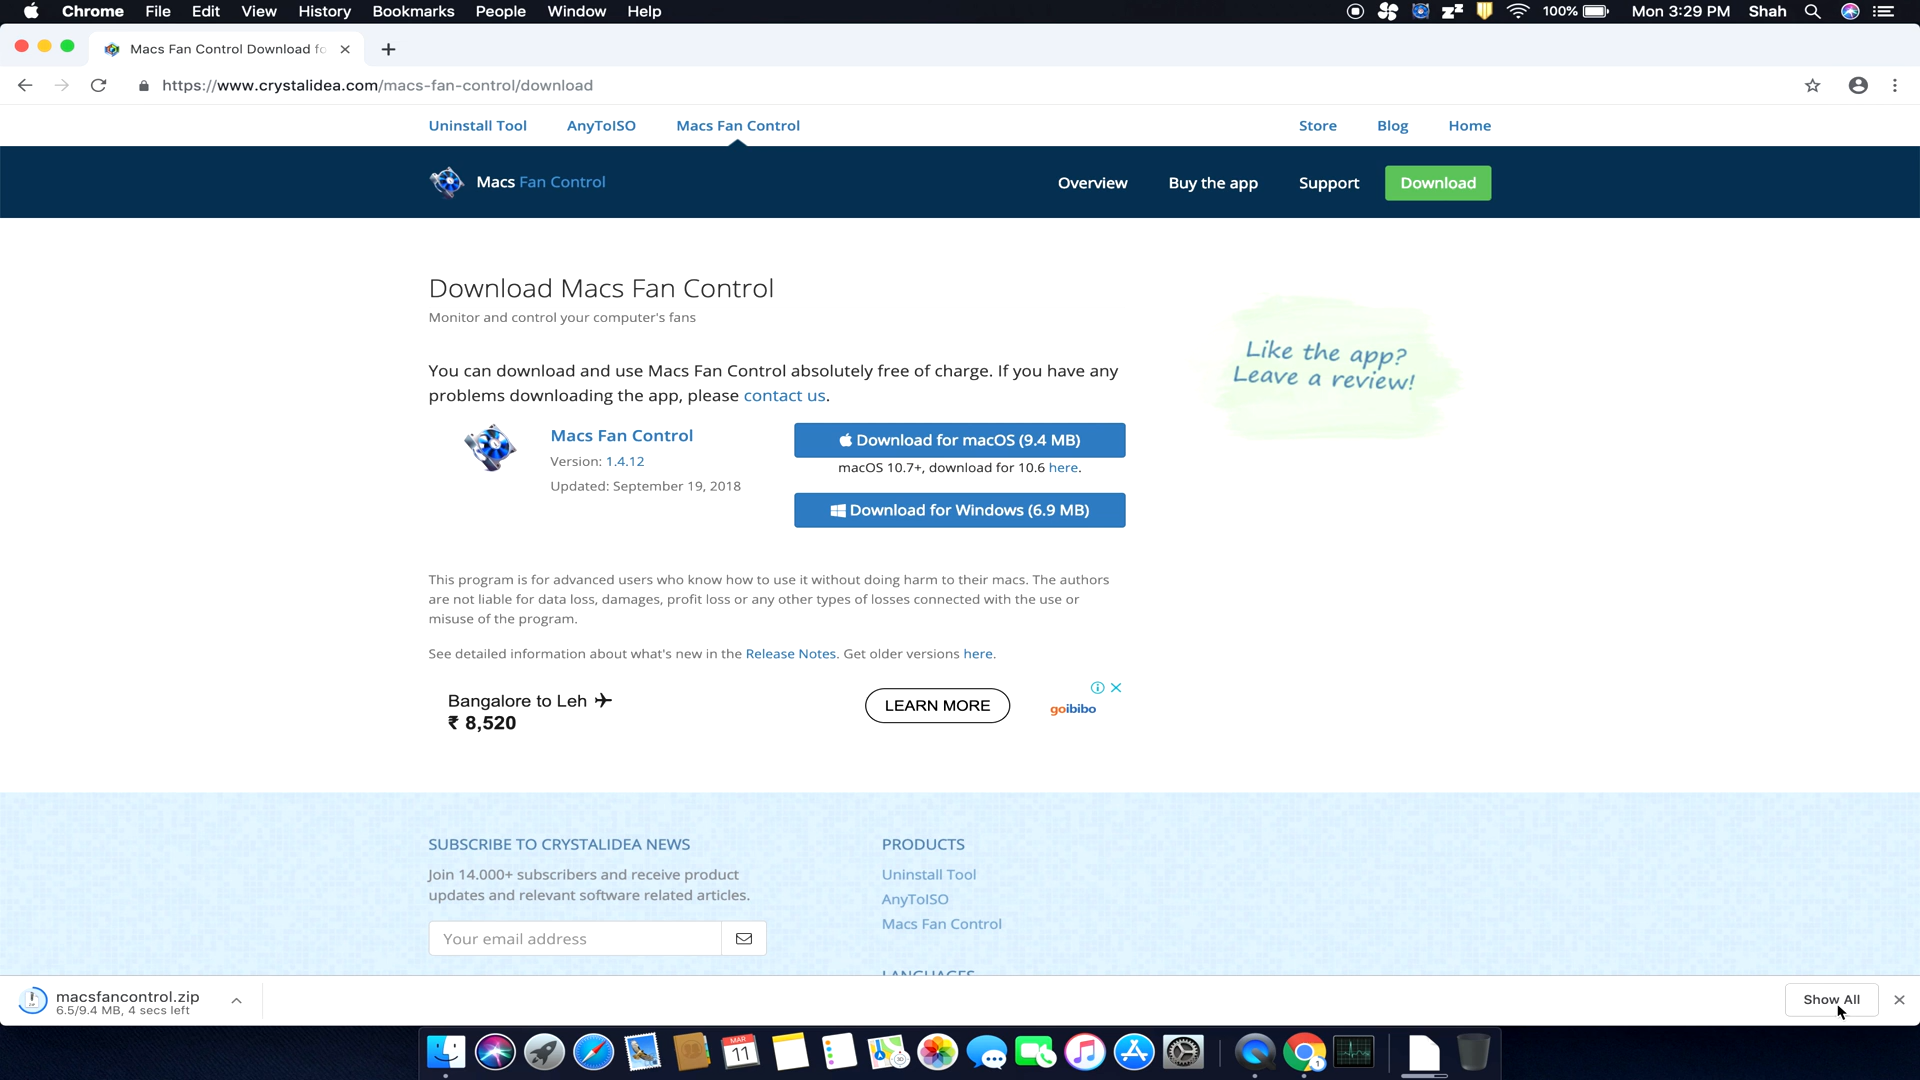 Chrome File Edit View History Bookmarks People Window Help 100% Mon 3:29 PM Shah
Macs Fan Control Download fo
https://www.crystalidea.com/macs-fan-control/download
Uninstall Tool AnyToISO Macs Fan Control Store Blog Home
Macs Fan Control Overview Buy the app Support Download
Download Macs Fan Control
Monitor and control your computer's fans
You can download and use Macs Fan Control absolutely free of charge. If you have any
problems downloading the app, please contact us.
Like the app?
Leave a review!
Macs Fan Control
Version: 1.4.12
Updated: September 19, 2018
Download for macOS (9.4 MB)
macOS 10.7+, download for 10.6 here.
Download for Windows (6.9 MB)
This program is for advanced users who know how to use it without doing harm to their macs. The authors
are not liable for data loss, damages, profit loss or any other types of losses connected with the use or
misuse of the program.
See detailed information about what's new in the Release Notes. Get older versions here.
Bangalore to Leh
₹ 8,520
LEARN MORE
goibibo
SUBSCRIBE TO CRYSTALIDEA NEWS
Join 14.000+ subscribers and receive product
updates and relevant software related articles.
Your email address
PRODUCTS
Uninstall Tool
AnyToISO
Macs Fan Control
LANGUAGES
macsfancontrol.zip
6.5/9.4 MB, 4 secs left
Show All
MAR
11
1